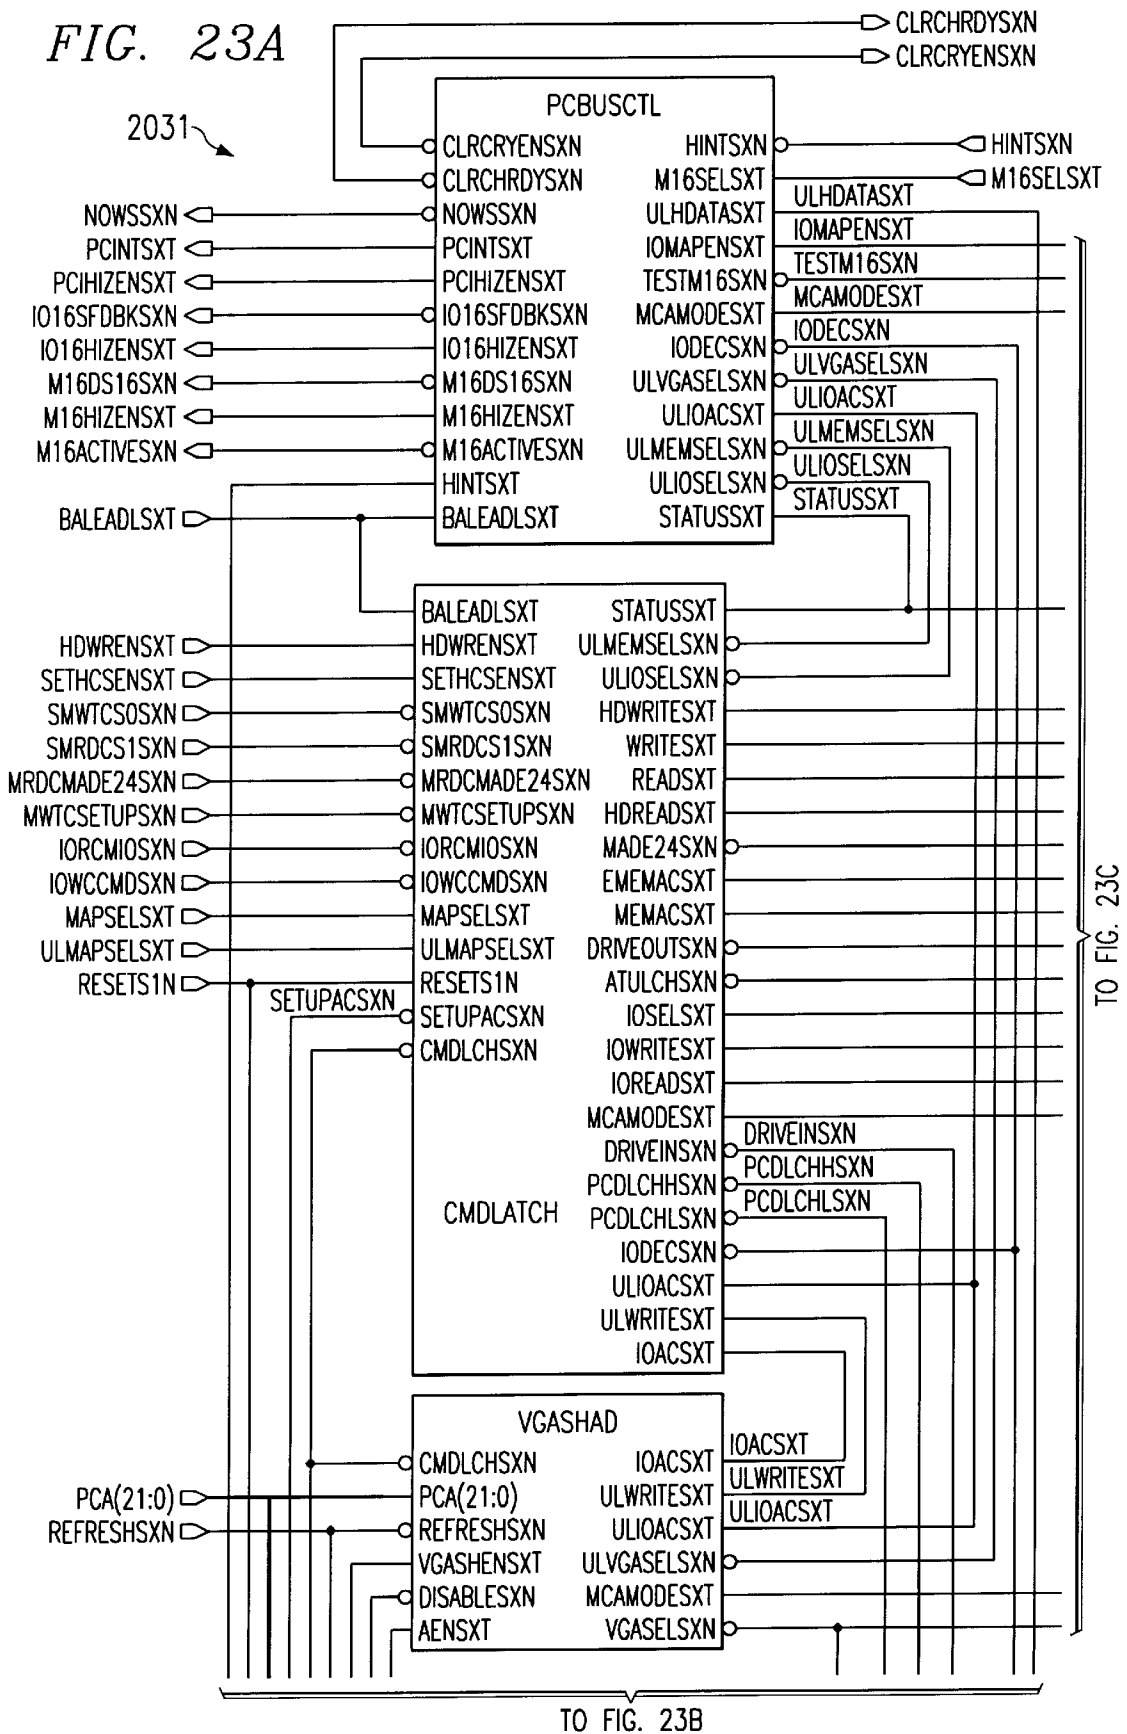 FIG. 23A
CLRCHRDYSXN
CLRCRYENSXN
2031
PCBUSCTL
CLRCRYENSXN HINTSXN HINTSXN
CLRCHRDYSXN M16SELSXT M16SELSXT
NOWSSXN NOWSSXN ULHDATASXT ULHDATASXT
PCINTSXT PCINTSXT IOMAPENSXT IOMAPENSXT
PCIHIZENSXT PCIHIZENSXT TESTM16SXN TESTM16SXN
IO16SFDBKSXN IO16SFDBKSXN MCAMODESXT MCAMODESXT
IO16HIZENSXT IO16HIZENSXT IODECSXN IODECSXN
M16DS16SXN M16DS16SXN ULVGASELSXN ULVGASELSXN
M16HIZENSXT M16HIZENSXT ULIOACSXT ULIOACSXT
M16ACTIVESXN M16ACTIVESXN ULMEMSELSXN ULMEMSELSXN
HINTSXT ULIOSELSXN ULIOSELSXN
BALEADLSXT BALEADLSXT STATUSSXT STATUSSXT
BALEADLSXT STATUSSXT
HDWRENSXT HDWRENSXT ULMEMSELSXN
SETHCSENSXT SETHCSENSXT ULIOSELSXN
SMWTCSOSXN SMWTCSOSXN HDWRITESXT
SMRDCS1SXN SMRDCS1SXN WRITESXT
MRDCMADE24SXN MRDCMADE24SXN READSXT
MWTCSETUPSXN MWTCSETUPSXN HDREADSXT
IORCMIOSXN IORCMIOSXN MADE24SXN
IOWCCMDSXN IOWCCMDSXN EMEMACSXT
MAPSELSXT MAPSELSXT MEMACSXT
ULMAPSELSXT ULMAPSELSXT DRIVEOUTSXN
RESETS1N RESETS1N ATULCHSXN
SETUPACSXN SETUPACSXN IOSELSXT
CMDLCHSXN IOWRITESXT
IOREADSXT
MCAMODESXT
DRIVEINSXN DRIVEINSXN
PCDLCHHSXN PCDLCHHSXN
CMDLATCH PCDLCHLSXN PCDLCHLSXN
IODECSXN
ULIOACSXT
ULWRITESXT
IOACSXT
TO FIG. 23C
VGASHAD
CMDLCHSXN IOACSXT IOACSXT
PCA(21:0) PCA(21:0) ULWRITESXT ULWRITESXT
REFRESHSXN REFRESHSXN ULIOACSXT ULIOACSXT
VGASHENSXT ULVGASELSXN
DISABLESXN MCAMODESXT
AENSXT VGASELSXN
TO FIG. 23B